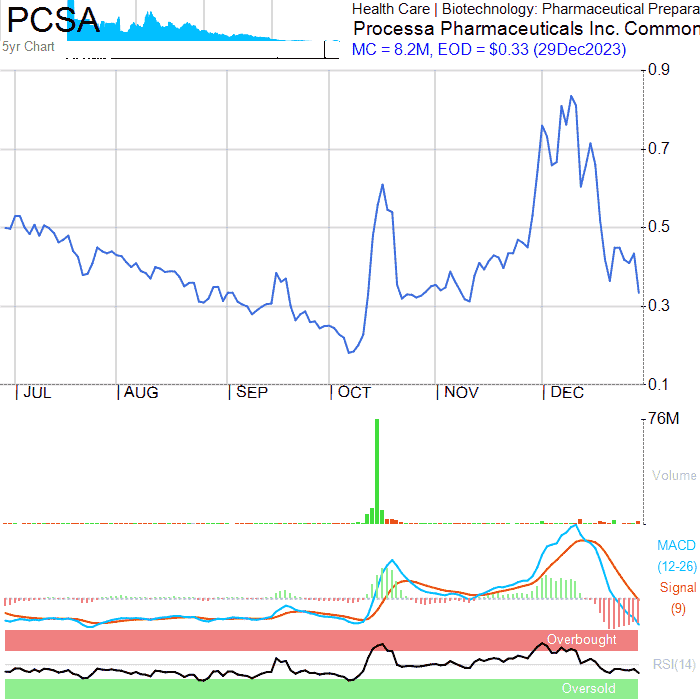 PCSA
Health Care | Biotechnology: Pharmaceutical Prepara
Processa Pharmaceuticals Inc. Common
5yr Chart
MC = 8.2M, EOD = $0.33 (29Dec2023)
0.9
0.7
0.5
0.3
0.1
JUL
AUG
SEP
OCT
NOV
DEC
76M
Volume
MACD
(12-26)
Signal
(9)
Overbought
RSI(14)
Oversold